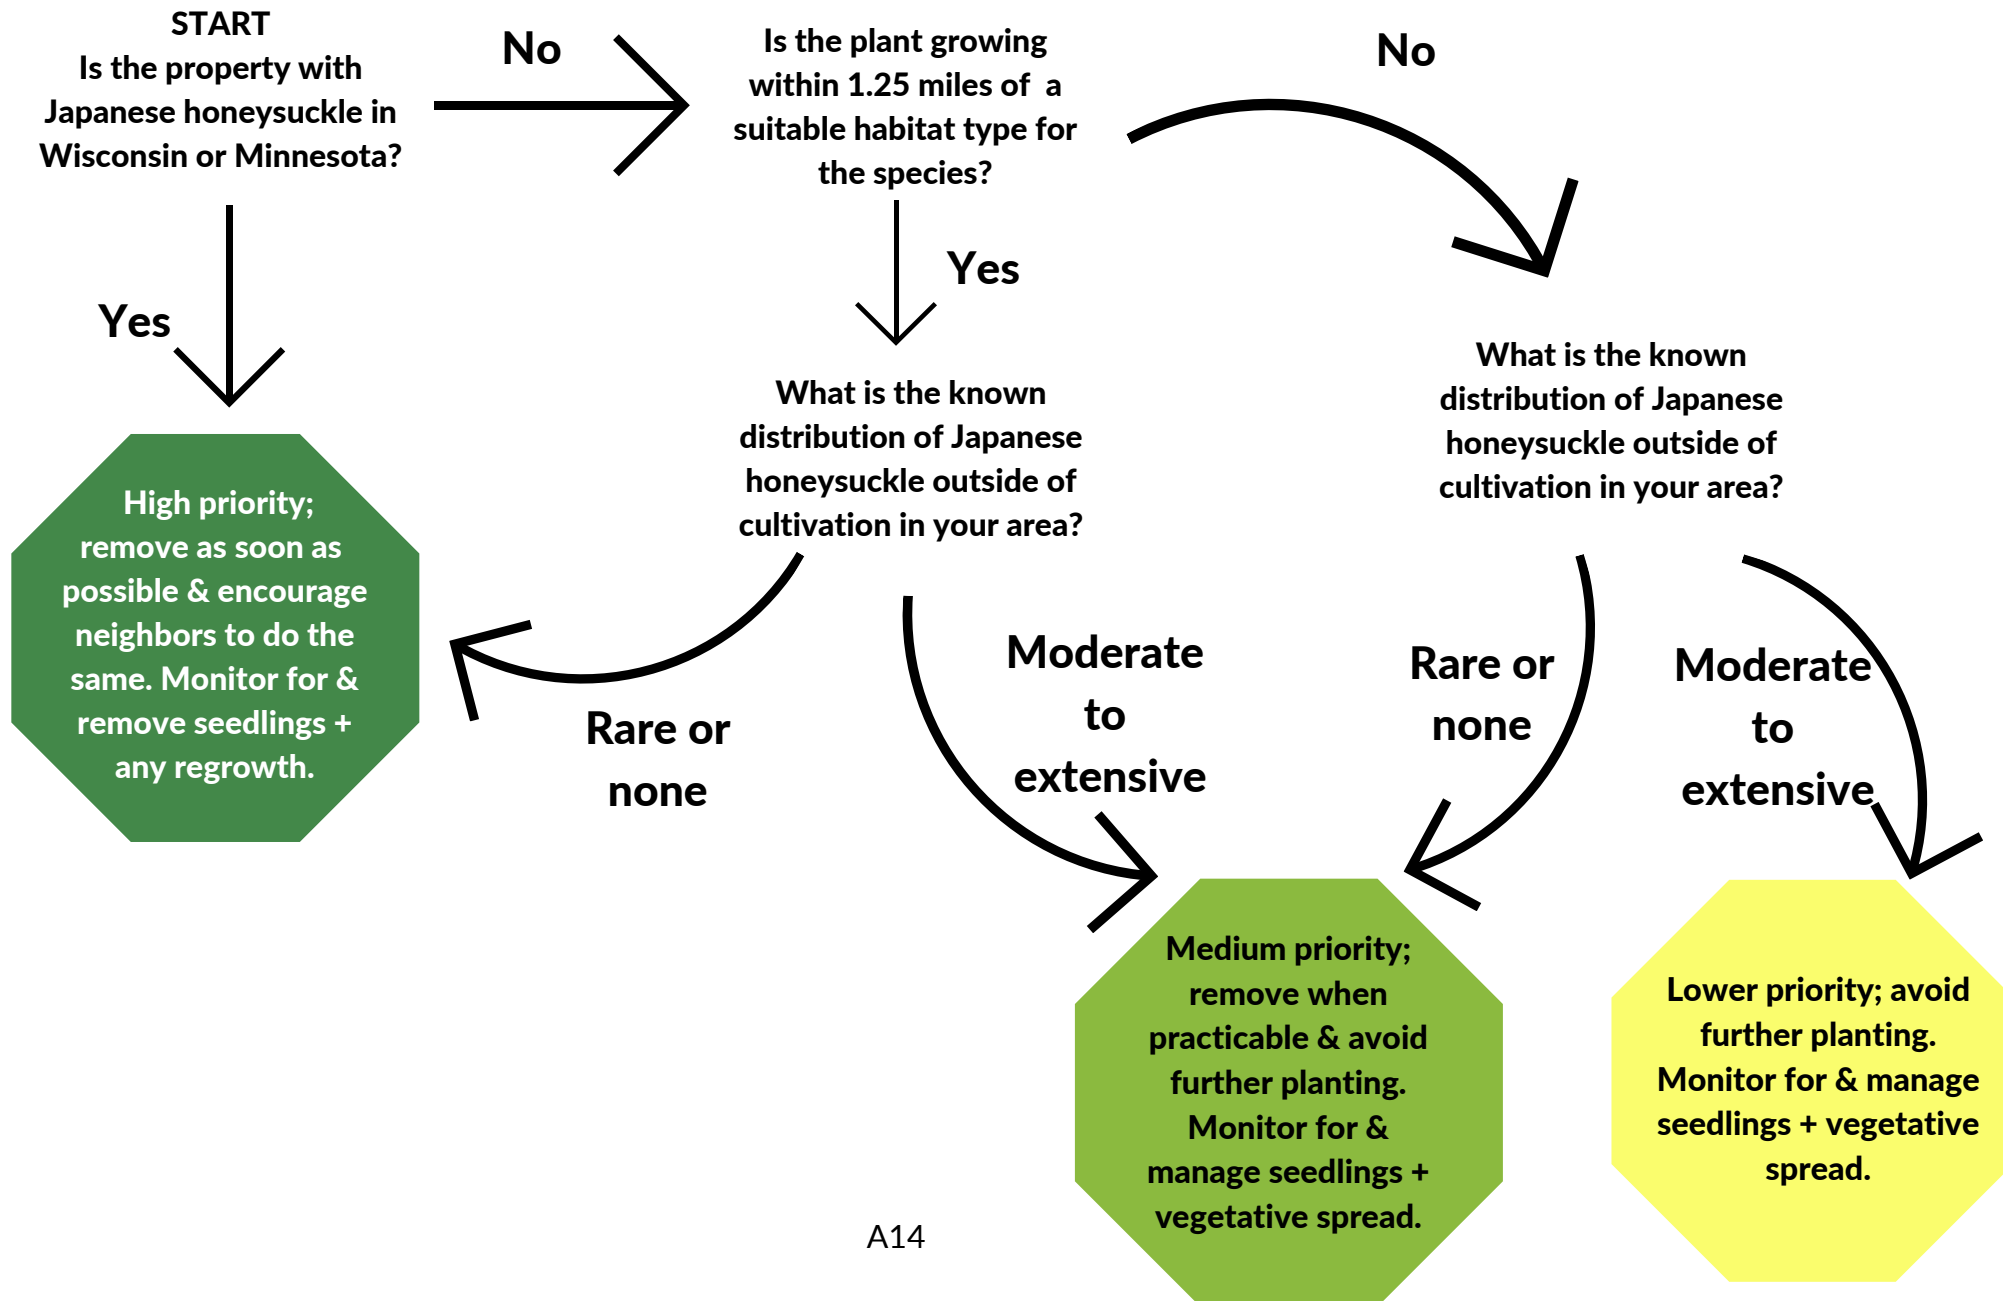 START
Is the property with
Japanese honeysuckle in
Wisconsin or Minnesota?
No
Is the plant growing
within 1.25 miles of  a
suitable habitat type for
the species?
No
Yes
Yes
High priority;
remove as soon as
possible & encourage
neighbors to do the
same. Monitor for &
remove seedlings +
any regrowth.
What is the known
distribution of Japanese
honeysuckle outside of
cultivation in your area?
What is the known
distribution of Japanese
honeysuckle outside of
cultivation in your area?
Rare or
none
Moderate
to
extensive
Rare or
none
Moderate
to
extensive
Medium priority;
remove when
practicable & avoid
further planting.
Monitor for &
manage seedlings +
vegetative spread.
Lower priority; avoid
further planting.
Monitor for & manage
seedlings + vegetative
spread.
A14